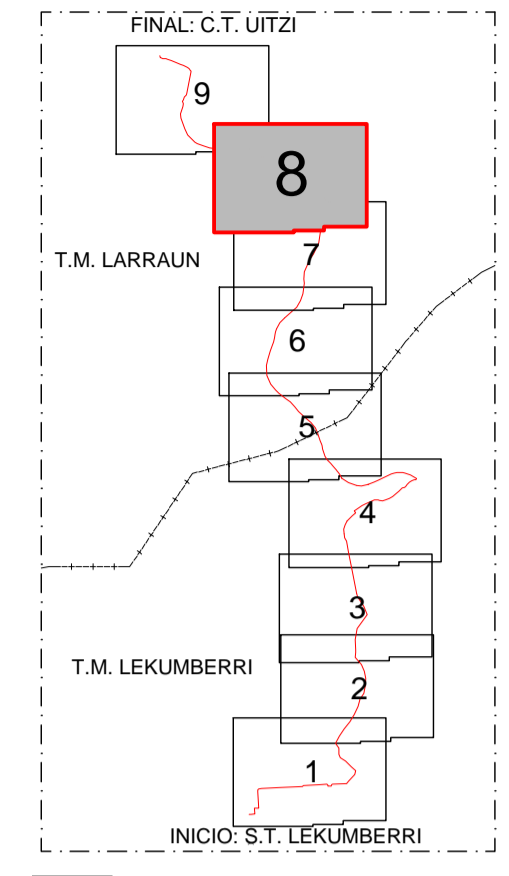 FINAL: C.T. UITZI
9
8
T.M. LARRAUN
7
6
5
4
3
T.M. LEKUMBERRI
2
1
INICIO: S.T. LEKUMBERRI